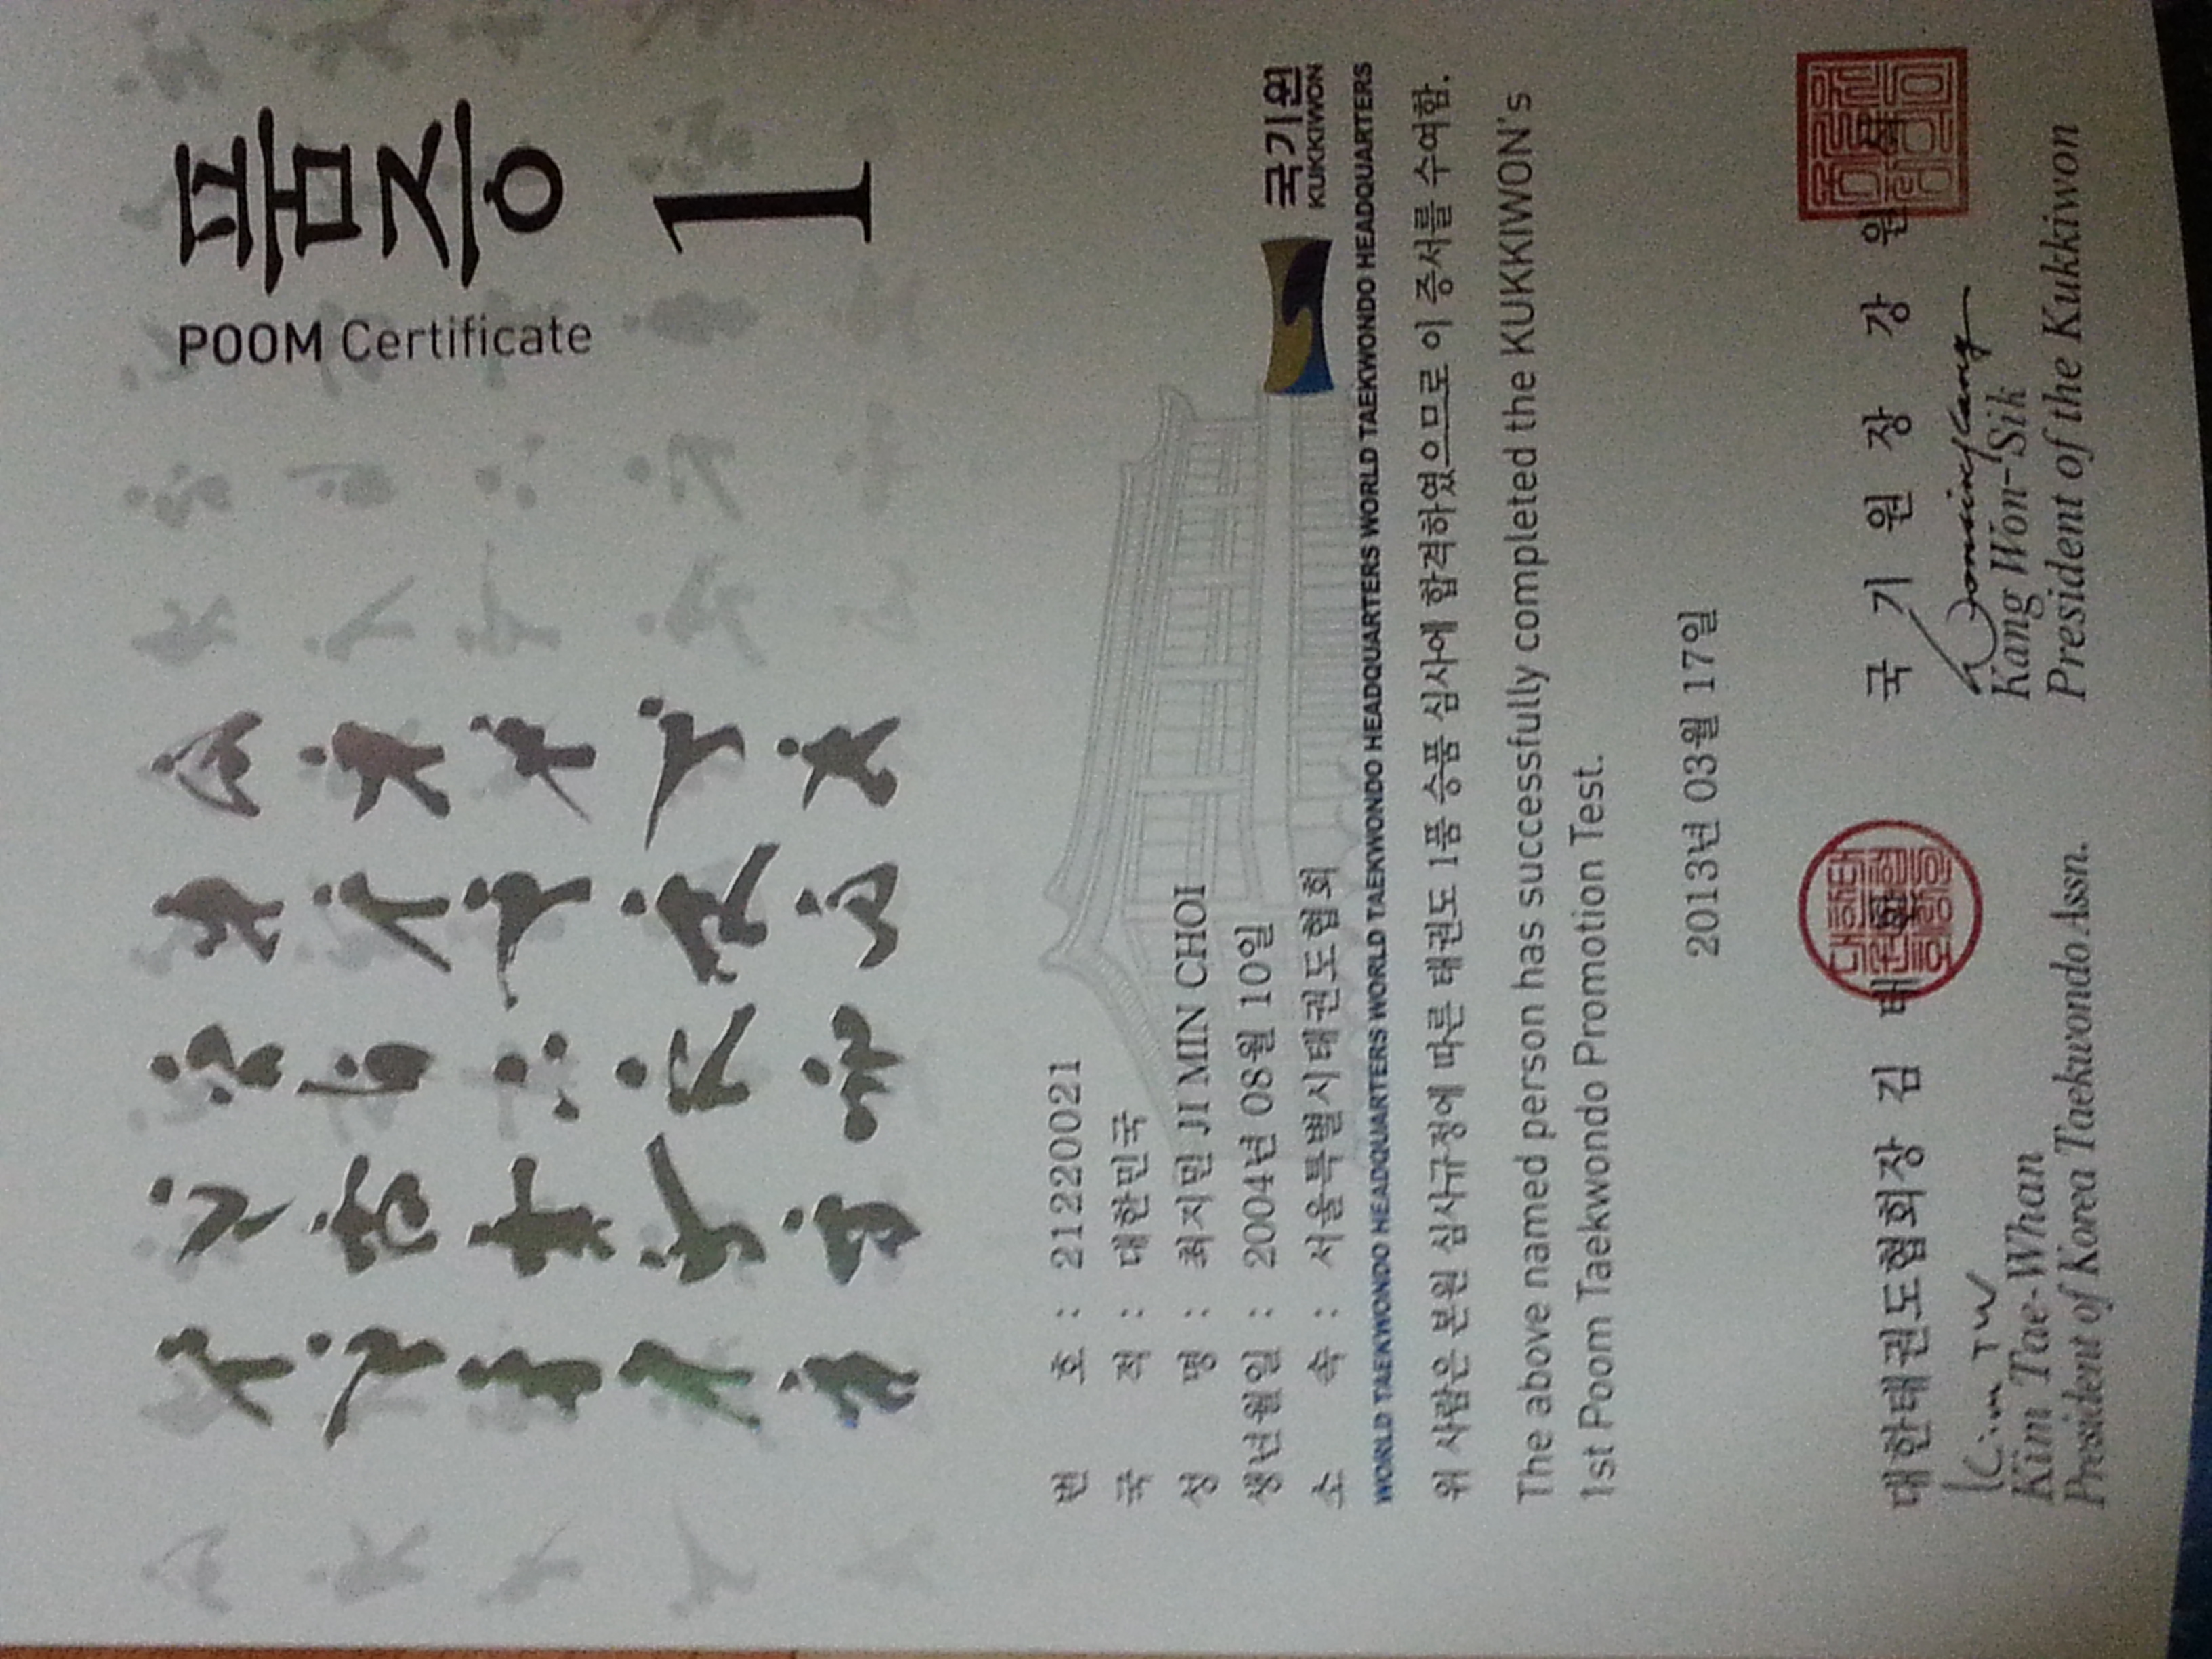 품증 1
POOM Certificate
번 호 : 21220021
국 적 : 대한민국
성 명 : 최지민 JI MIN CHOI
생년월일 : 2004년 08월 10일
소 속 : 서울특별시태권도협회
국기원
KUKKIWON
WORLD TAEKWONDO HEADQUARTERS WORLD TAEKWONDO HEADQUARTERS WORLD TAEKWONDO HEADQUARTERS
위 사람은 본원 심사규정에 따른 태권도 1품 승품 심사에 합격하였으므로 이 증서를 수여함.
The above named person has successfully completed the KUKKIWON's
1st Poom Taekwondo Promotion Test.
2013년 03월 17일
대한태권도협회장 김 태 환
Kim TW
Kim Tae-Whan
President of Korea Taekwondo Assn.
국 기 원 장 강 원 식
Wonsik Kang
Kang Won-Sik
President of the Kukkiwon